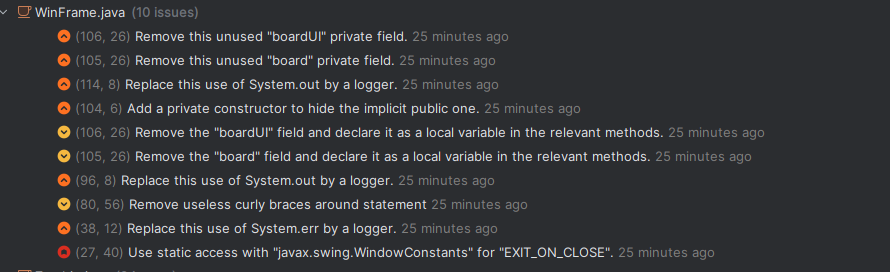 WinFrame.java (10 issues)
(106, 26) Remove this unused "boardUI" private field. 25 minutes ago
(105, 26) Remove this unused "board" private field. 25 minutes ago
(114, 8) Replace this use of System.out by a logger. 25 minutes ago
(104, 6) Add a private constructor to hide the implicit public one. 25 minutes ago
(106, 26) Remove the "boardUI" field and declare it as a local variable in the relevant methods. 25 minutes ago
(105, 26) Remove the "board" field and declare it as a local variable in the relevant methods. 25 minutes ago
(96, 8) Replace this use of System.out by a logger. 25 minutes ago
(80, 56) Remove useless curly braces around statement 25 minutes ago
(38, 12) Replace this use of System.err by a logger. 25 minutes ago
(27, 40) Use static access with "javax.swing.WindowConstants" for "EXIT_ON_CLOSE". 25 minutes ago